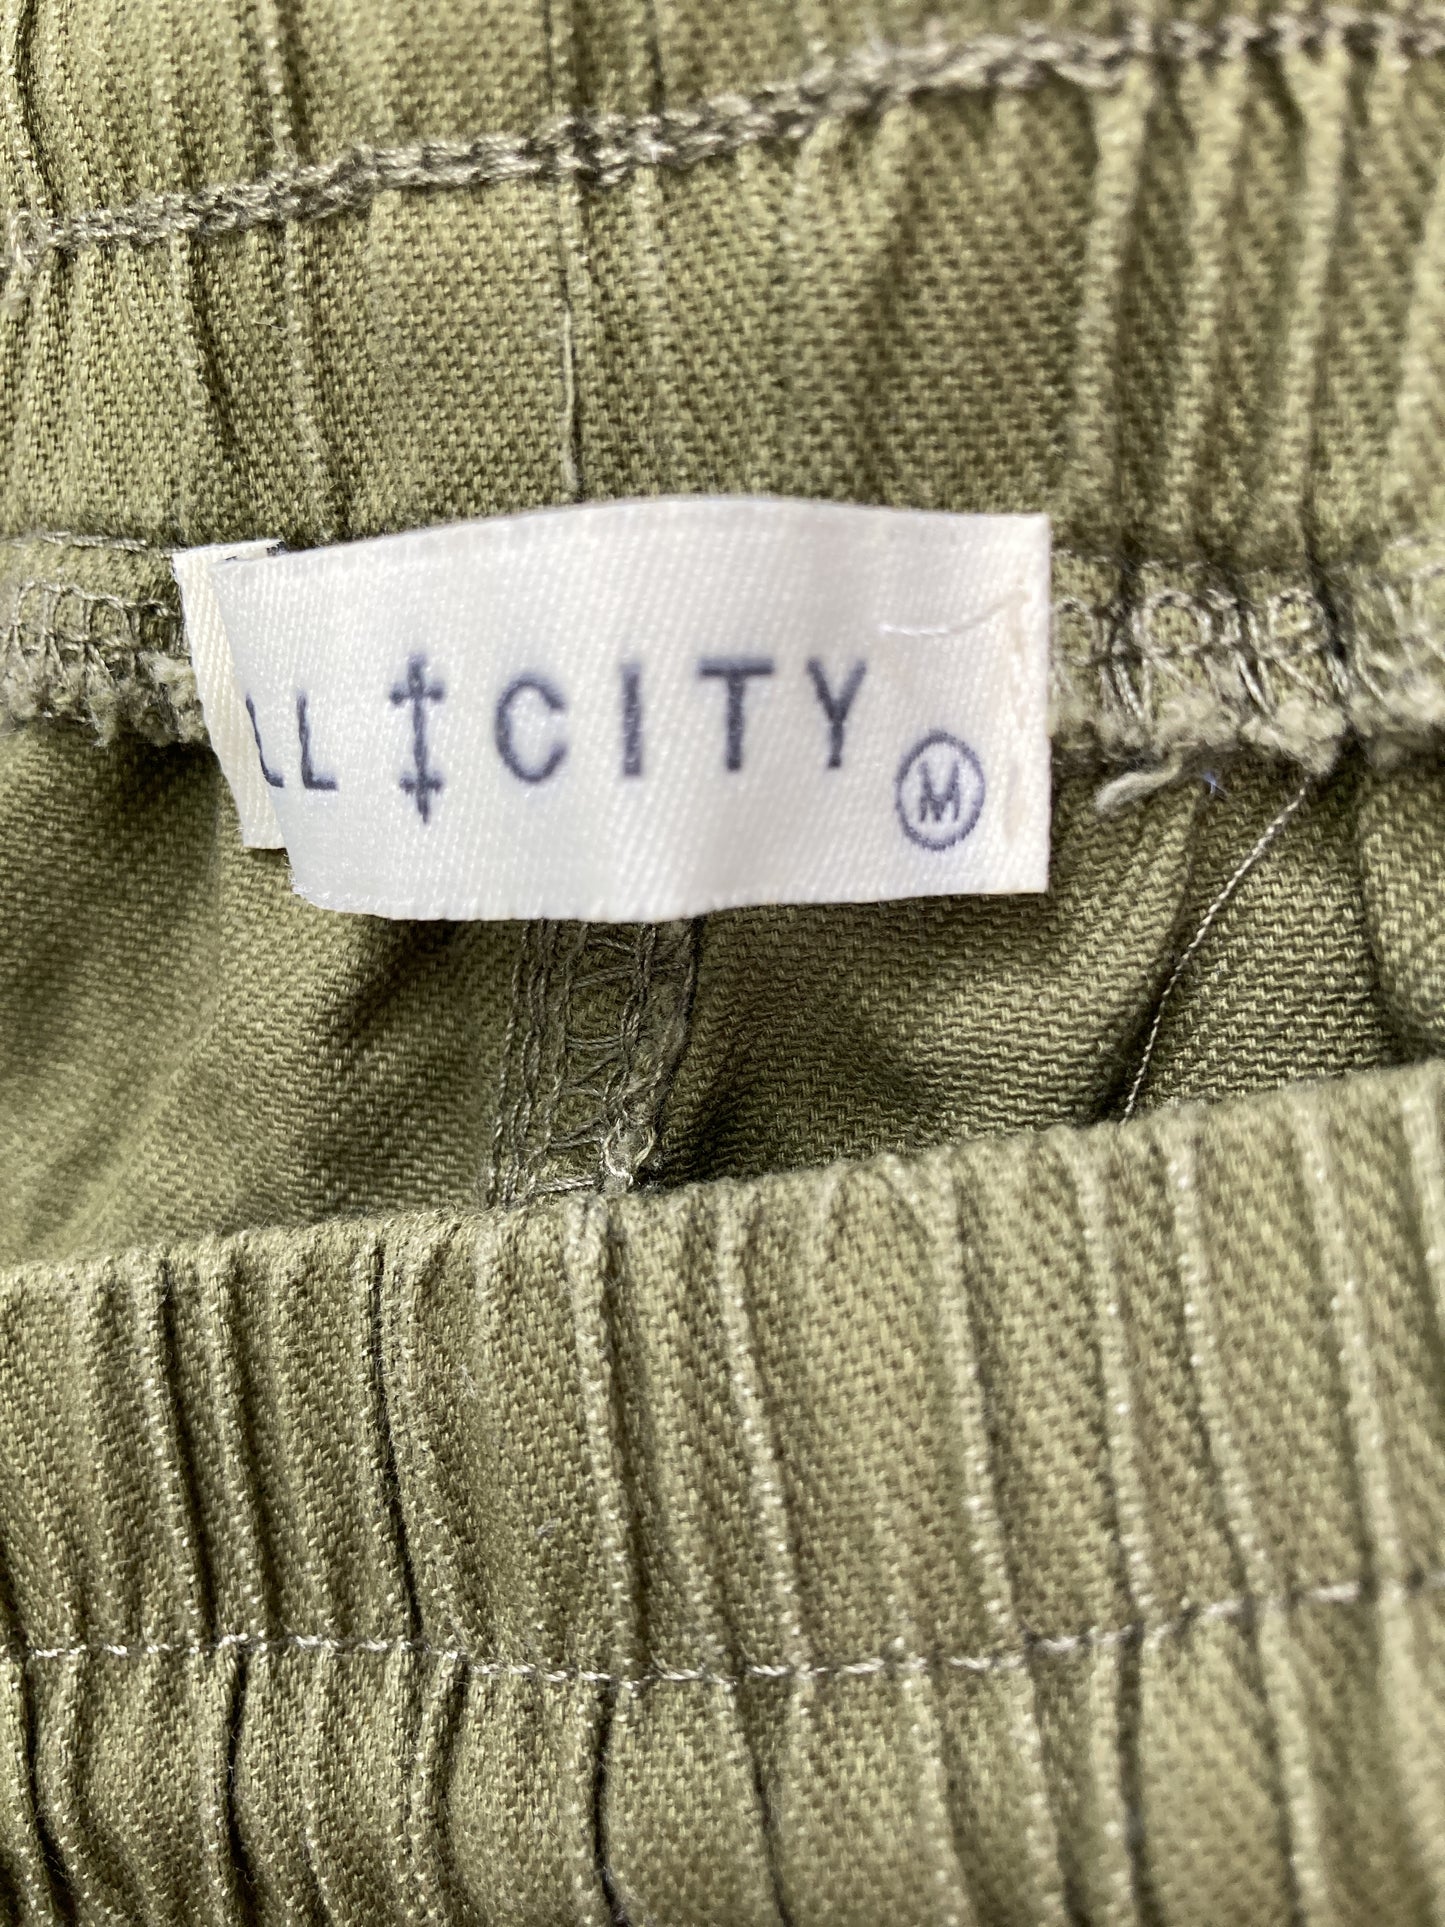 LL ‡ CITY Ⓜ